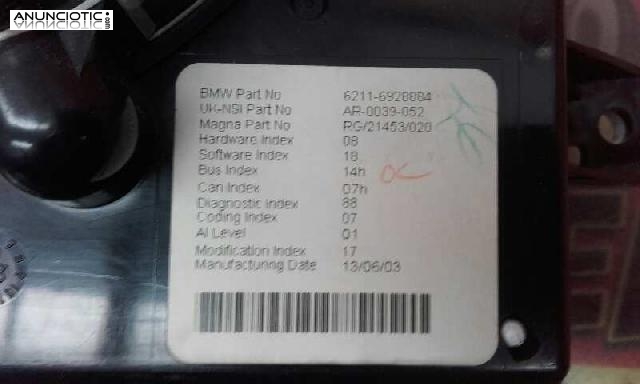 ANUNCIOTIC.com
BMW Part No 6211-6928884
UK-NSI Part No AR-0039-052
Magna Part No RG/21453/020
Hardware Index 08
Software Index 18
Bus Index 14h
Can Index 07h
Diagnostic Index 88
Coding Index 07
AI Level 01
Modification Index 17
Manufacturing Date 13/06/03